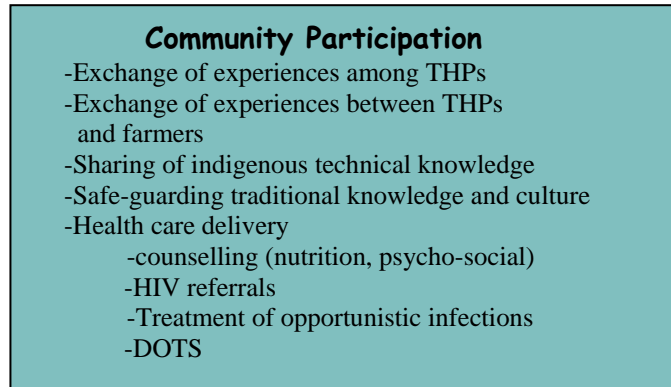 Community Participation
-Exchange of experiences among THPs
-Exchange of experiences between THPs
and farmers
-Sharing of indigenous technical knowledge
-Safe-guarding traditional knowledge and culture
-Health care delivery
-counselling (nutrition, psycho-social)
-HIV referrals
-Treatment of opportunistic infections
-DOTS